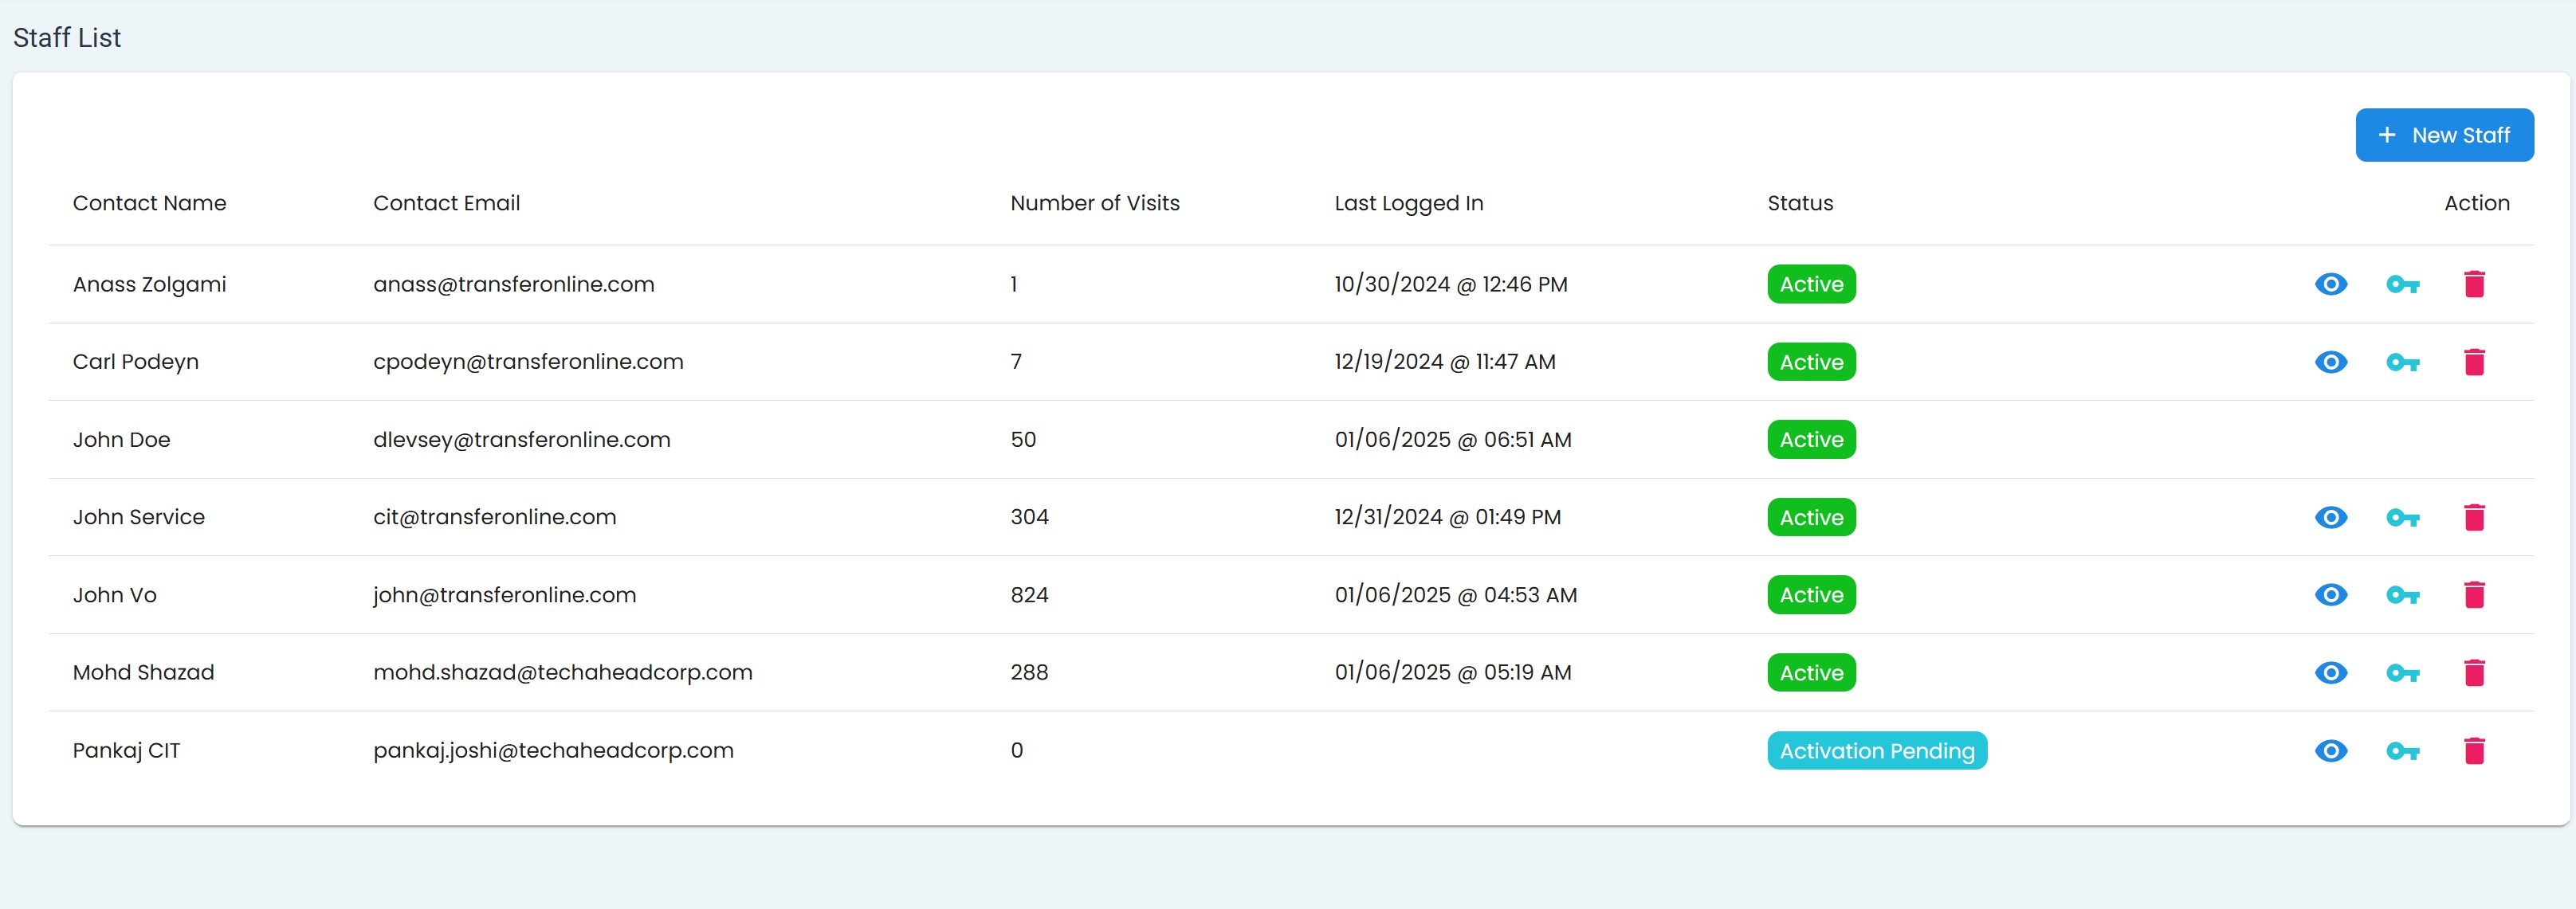 Staff List
+ New Staff
Contact Name Contact Email Number of Visits Last Logged In Status Action
Anass Zolgami anass@transferonline.com 1 10/30/2024 @ 12:46 PM Active
Carl Podeyn cpodeyn@transferonline.com 7 12/19/2024 @ 11:47 AM Active
John Doe dlevsey@transferonline.com 50 01/06/2025 @ 06:51 AM Active
John Service cit@transferonline.com 304 12/31/2024 @ 01:49 PM Active
John Vo john@transferonline.com 824 01/06/2025 @ 04:53 AM Active
Mohd Shazad mohd.shazad@techaheadcorp.com 288 01/06/2025 @ 05:19 AM Active
Pankaj CIT pankaj.joshi@techaheadcorp.com 0 Activation Pending